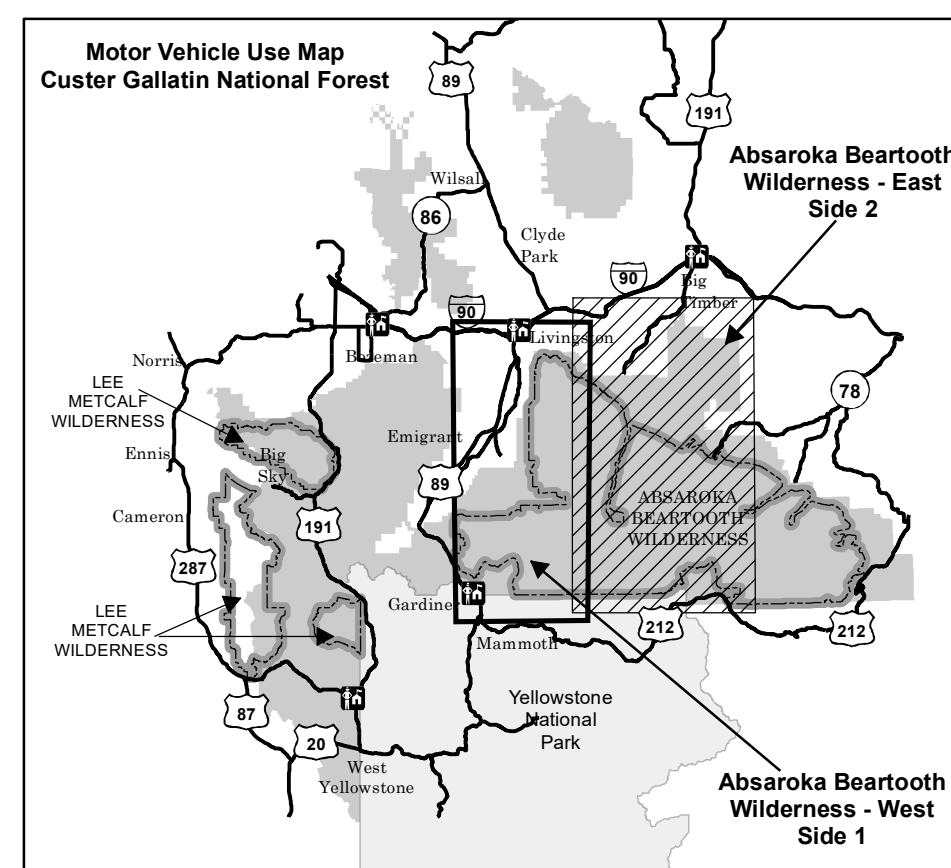 Motor Vehicle Use Map
Custer Gallatin National Forest
89
191
Absaroka Beartooth
Wilderness - East
Side 2
Wilsall
86
Clyde
Park
90
Big
Timber
90
Livingston
Bozeman
Norris
LEE
METCALF
WILDERNESS
78
Emigrant
Ennis
Big
Sky
89
ABSAROKA
BEARTOOTH
WILDERNESS
Cameron
191
287
Gardiner
LEE
METCALF
WILDERNESS
212
212
Mammoth
Yellowstone
National
Park
87
20
West
Yellowstone
Absaroka Beartooth
Wilderness - West
Side 1